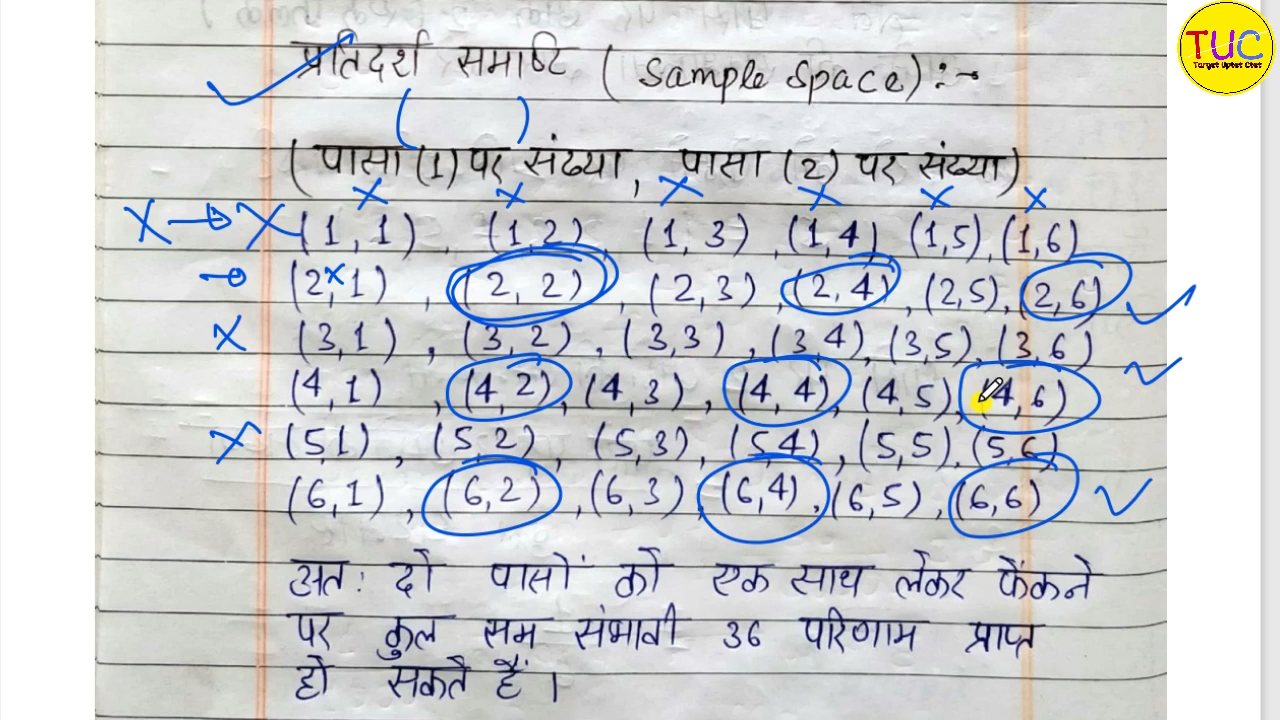 TUC
Target Uptet Ctet
प्रतिदर्श समष्टि ( Sample Space) :-
( पासा (1) पर संख्या, पासा (2) पर संख्या)
(1, 1) , (1,2), (1, 3) , (1,4) (1,5), (1,6)
(2,1) , (2, 2) , (2,3) , (2,4) , (2,5), (2,6)
(3,1) , (3,2) , (3,3) , (3,4), (3,5), (3,6)
(4,1) , (4,2), (4,3) , (4,4), (4,5), (4,6)
(5,1) , (5,2) , (5,3) , (5,4) , (5,5), (5,6)
(6,1) , (6,2) , (6,3) , (6,4) , (6,5) , (6,6)
अत: दो पासों को एक साथ लेकर फेंकने
पर कुल सम संभावी 36 परिणाम प्राप्त
हो सकते हैं ।